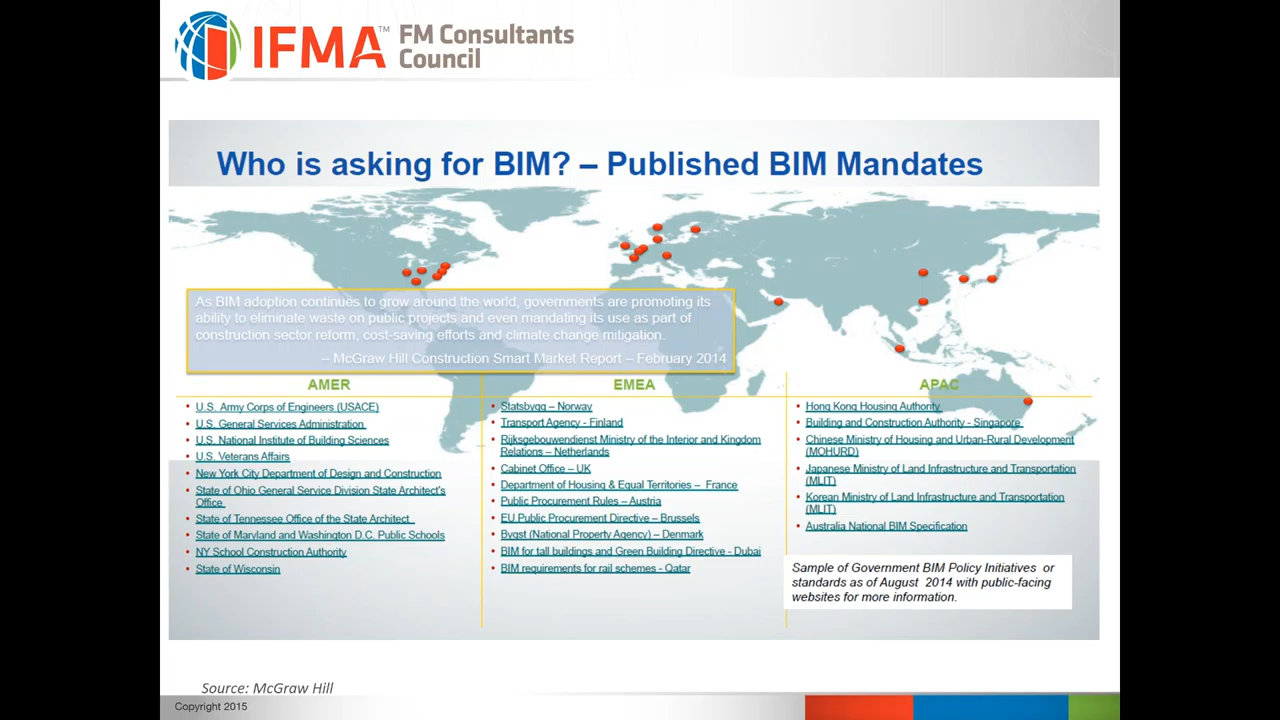 IFMA™ FM Consultants
Council
Who is asking for BIM? – Published BIM Mandates
As BIM adoption continues to grow around the world, governments are promoting its
ability to eliminate waste on public projects and even mandating its use as part of
construction sector reform, cost-saving efforts and climate change mitigation.
– McGraw Hill Construction Smart Market Report – February 2014
AMER
• U.S. Army Corps of Engineers (USACE)
• U.S. General Services Administration
• U.S. National Institute of Building Sciences
• U.S. Veterans Affairs
• New York City Department of Design and Construction
• State of Ohio General Service Division State Architect's
Office
• State of Tennessee Office of the State Architect
• State of Maryland and Washington D.C. Public Schools
• NY School Construction Authority
• State of Wisconsin
EMEA
• Statsbygg – Norway
• Transport Agency - Finland
• Rijksgebouwendienst Ministry of the Interior and Kingdom
Relations – Netherlands
• Cabinet Office – UK
• Department of Housing & Equal Territories – France
• Public Procurement Rules – Austria
• EU Public Procurement Directive – Brussels
• Bygst (National Property Agency) – Denmark
• BIM for tall buildings and Green Building Directive - Dubai
• BIM requirements for rail schemes - Qatar
APAC
• Hong Kong Housing Authority
• Building and Construction Authority - Singapore
• Chinese Ministry of Housing and Urban-Rural Development
(MOHURD)
• Japanese Ministry of Land Infrastructure and Transportation
(MLIT)
• Korean Ministry of Land Infrastructure and Transportation
(MLIT)
• Australia National BIM Specification
Sample of Government BIM Policy Initiatives or
standards as of August 2014 with public-facing
websites for more information.
Source: McGraw Hill
Copyright 2015